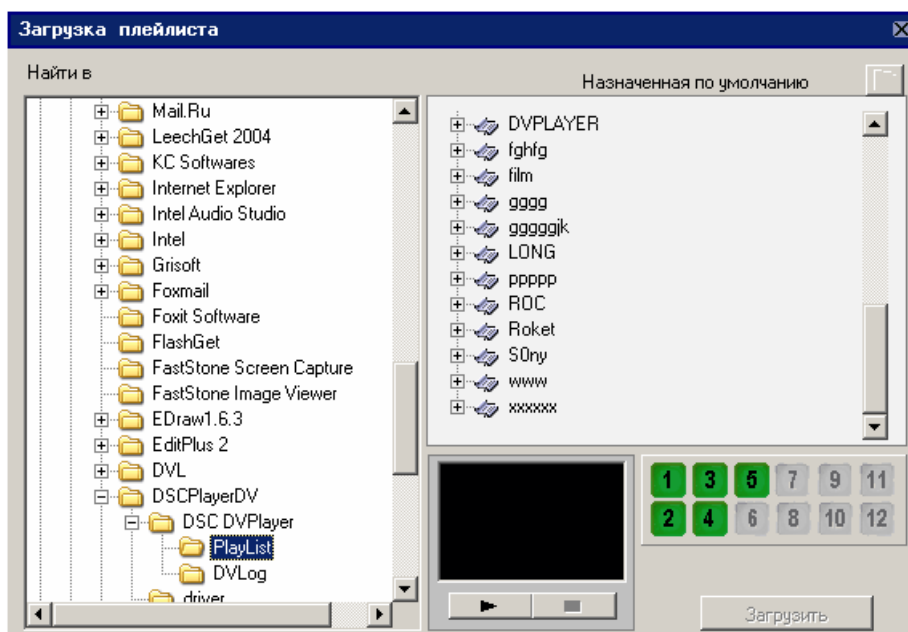 Загрузка плейлиста
Найти в
Назначенная по умолчанию
Mail.Ru
LeechGet 2004
KC Softwares
Internet Explorer
Intel Audio Studio
Intel
Grisoft
Foxmail
Foxit Software
FlashGet
FastStone Screen Capture
FastStone Image Viewer
EDraw1.6.3
EditPlus 2
DVL
DSCPlayerDV
DSC DVPlayer
PlayList
DVLog
driver
DVPLAYER
fghfg
film
gggg
gggggjk
LONG
ppppp
ROC
Roket
S0ny
www
xxxxxx
1 3 5 7 9 11
2 4 6 8 10 12
Загрузить